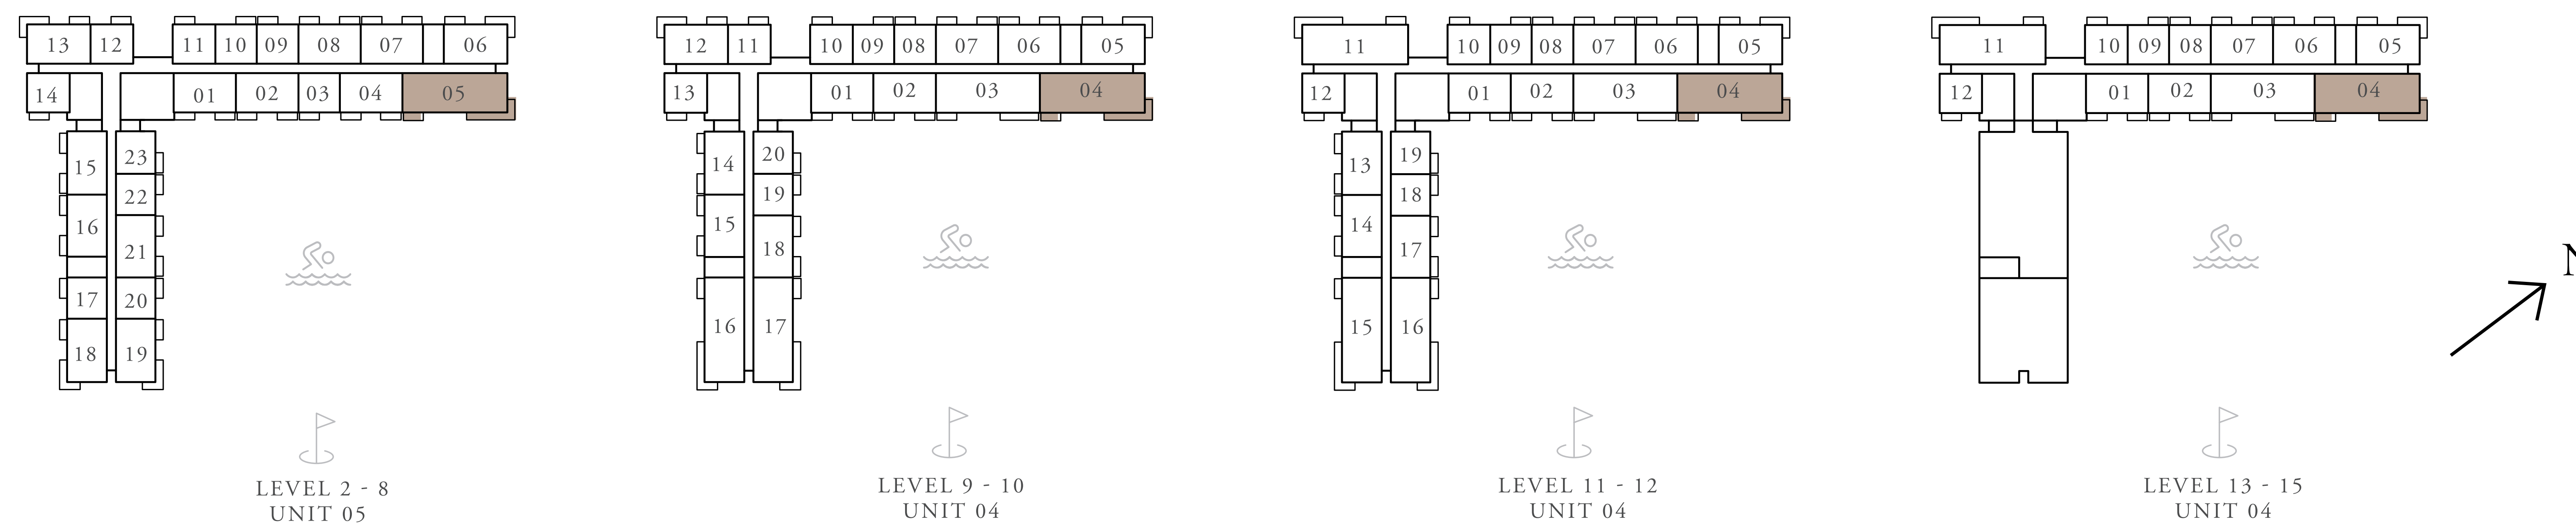 13 12 11 10 09 08 07 06
14 01 02 03 04 05
15 23
22
16
21
17 20
18 19
LEVEL 2 - 8
UNIT 05
12 11 10 09 08 07 06 05
13 01 02 03 04
14 20
19
15
18
16 17
LEVEL 9 - 10
UNIT 04
11 10 09 08 07 06 05
12 01 02 03 04
13 19
18
14
17
15 16
LEVEL 11 - 12
UNIT 04
11 10 09 08 07 06 05
12 01 02 03 04
LEVEL 13 - 15
UNIT 04
N